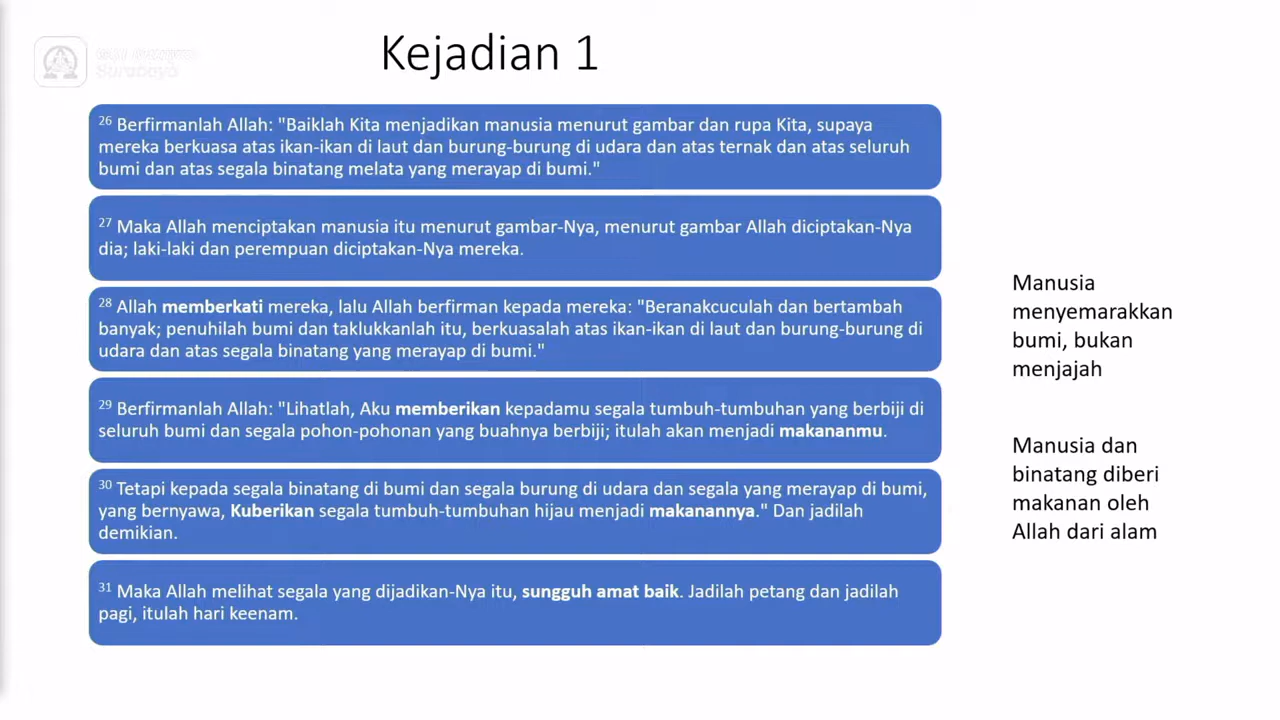 Surabaya
Kejadian 1
26 Berfirmanlah Allah: "Baiklah Kita menjadikan manusia menurut gambar dan rupa Kita, supaya
mereka berkuasa atas ikan-ikan di laut dan burung-burung di udara dan atas ternak dan atas seluruh
bumi dan atas segala binatang melata yang merayap di bumi."
27 Maka Allah menciptakan manusia itu menurut gambar-Nya, menurut gambar Allah diciptakan-Nya
dia; laki-laki dan perempuan diciptakan-Nya mereka.
28 Allah memberkati mereka, lalu Allah berfirman kepada mereka: "Beranakcuculah dan bertambah
banyak; penuhilah bumi dan taklukkanlah itu, berkuasalah atas ikan-ikan di laut dan burung-burung di
udara dan atas segala binatang yang merayap di bumi."
29 Berfirmanlah Allah: "Lihatlah, Aku memberikan kepadamu segala tumbuh-tumbuhan yang berbiji di
seluruh bumi dan segala pohon-pohonan yang buahnya berbiji; itulah akan menjadi makananmu.
30 Tetapi kepada segala binatang di bumi dan segala burung di udara dan segala yang merayap di bumi,
yang bernyawa, Kuberikan segala tumbuh-tumbuhan hijau menjadi makanannya." Dan jadilah
demikian.
31 Maka Allah melihat segala yang dijadikan-Nya itu, sungguh amat baik. Jadilah petang dan jadilah
pagi, itulah hari keenam.
Manusia
menyemarakkan
bumi, bukan
menjajah
Manusia dan
binatang diberi
makanan oleh
Allah dari alam